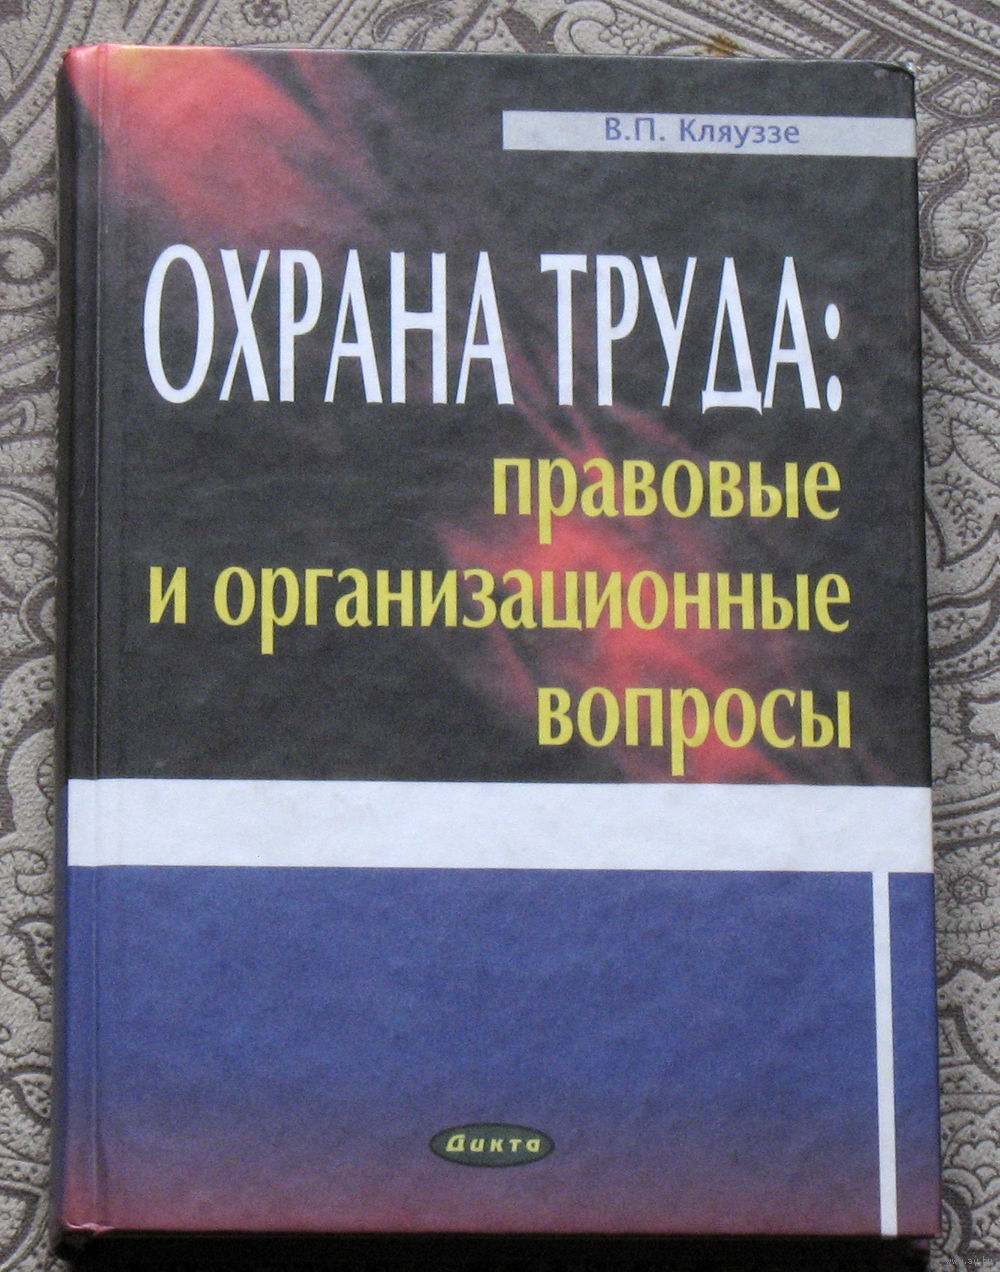 В.П. Кляуззе
ОХРАНА ТРУДА:
правовые
и организационные
вопросы
Дикта